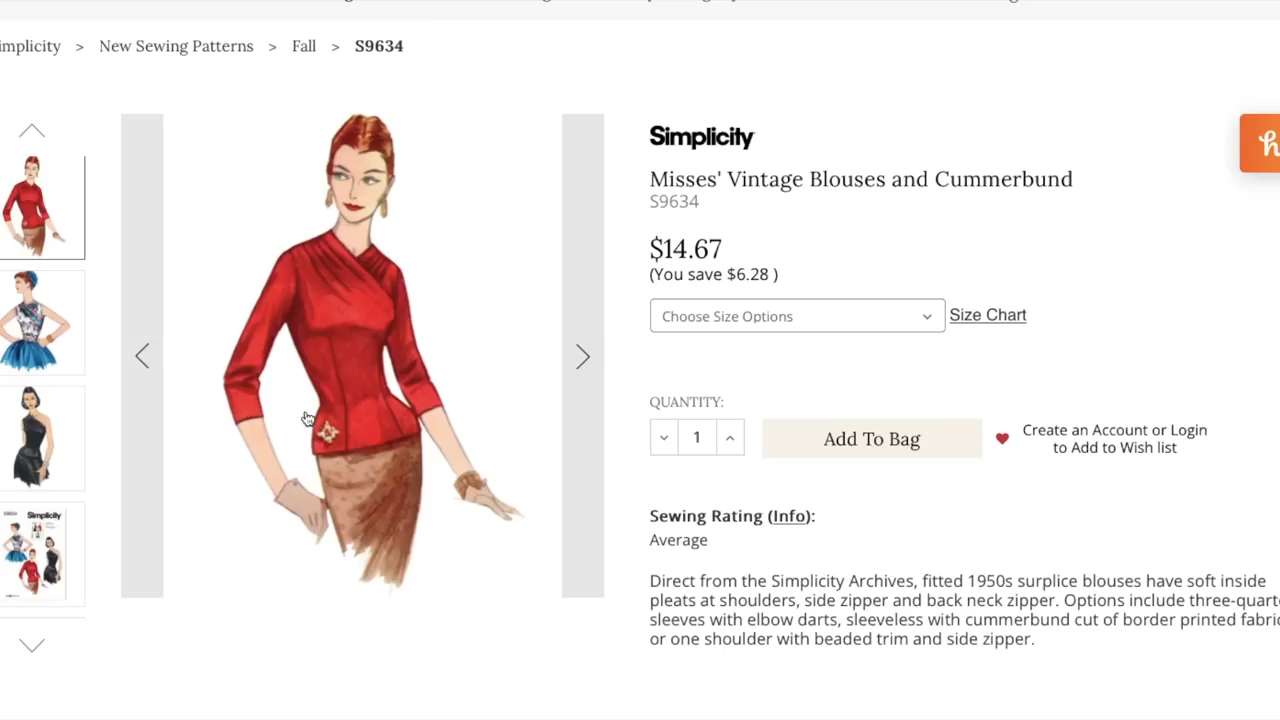 implicity > New Sewing Patterns > Fall > S9634
Simplicity
Misses' Vintage Blouses and Cummerbund
S9634
$14.67
(You save $6.28 )
Choose Size Options
Size Chart
QUANTITY:
1
Add To Bag
Create an Account or Login
to Add to Wish list
Simplicity
Sewing Rating (Info):
Average
Direct from the Simplicity Archives, fitted 1950s surplice blouses have soft inside
pleats at shoulders, side zipper and back neck zipper. Options include three-quart
sleeves with elbow darts, sleeveless with cummerbund cut of border printed fabri
or one shoulder with beaded trim and side zipper.